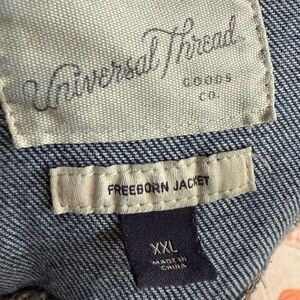 Universal Thread
GOODS
CO.
FREEBORN JACKET
XXL
MADE IN
CHINA